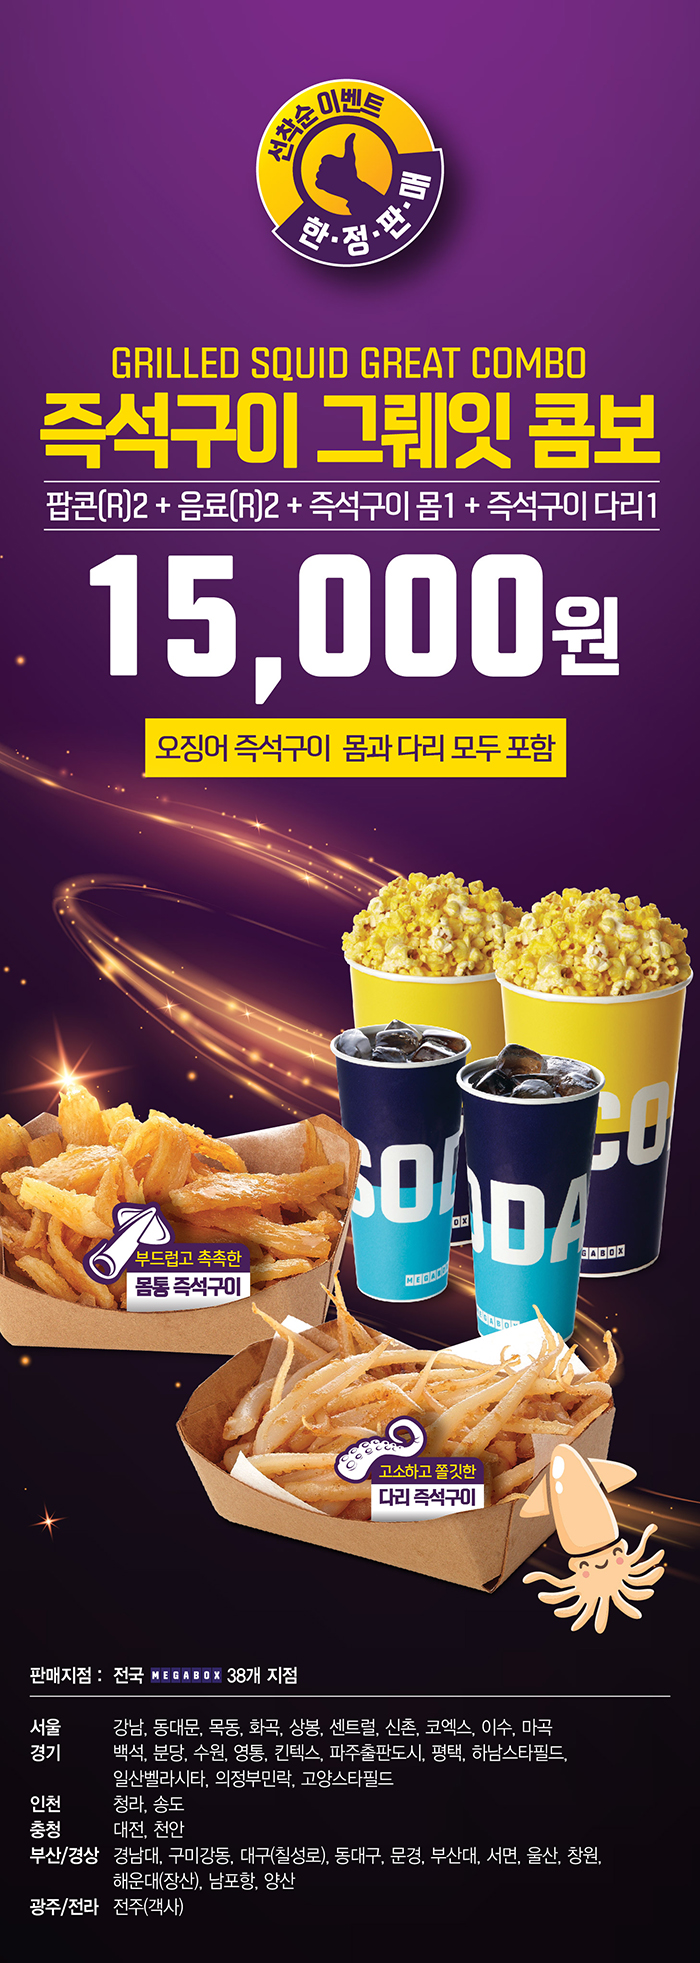 선착순 이벤트
한·정·판·매
GRILLED SQUID GREAT COMBO
즉석구이 그뤠잇 콤보
팝콘(R)2 + 음료(R)2 + 즉석구이 몸1 + 즉석구이 다리1
15,000원
오징어 즉석구이 몸과 다리 모두 포함
SOD
MEGABOX
ODA
MEGABOX
CO
GABOX
부드럽고 촉촉한
몸통 즉석구이
고소하고 쫄깃한
다리 즉석구이
판매지점 : 전국 MEGABOX 38개 지점
서울 강남, 동대문, 목동, 화곡, 상봉, 센트럴, 신촌, 코엑스, 이수, 마곡
경기 백석, 분당, 수원, 영통, 킨텍스, 파주출판도시, 평택, 하남스타필드,
일산벨라시타, 의정부민락, 고양스타필드
인천 청라, 송도
충청 대전, 천안
부산/경상 경남대, 구미강동, 대구(칠성로), 동대구, 문경, 부산대, 서면, 울산, 창원,
해운대(장산), 남포항, 양산
광주/전라 전주(객사)